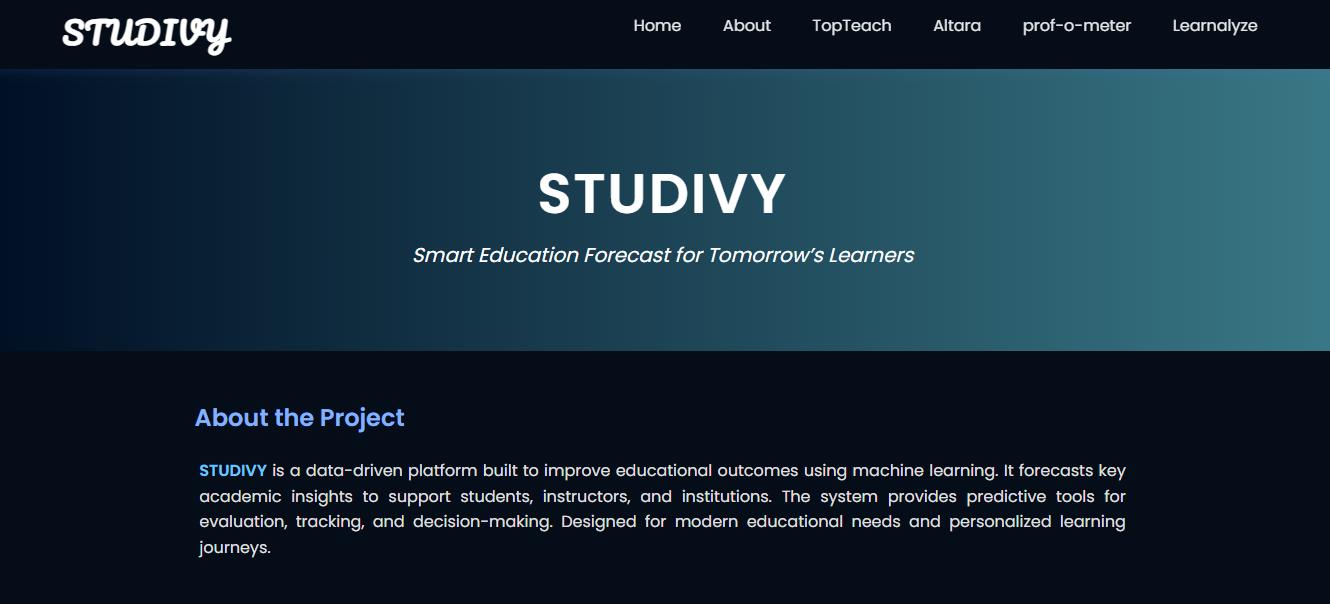 STUDIVY
Home About TopTeach Altara prof-o-meter Learnalyze
STUDIVY
Smart Education Forecast for Tomorrow’s Learners
About the Project
STUDIVY is a data-driven platform built to improve educational outcomes using machine learning. It forecasts key
academic insights to support students, instructors, and institutions. The system provides predictive tools for
evaluation, tracking, and decision-making. Designed for modern educational needs and personalized learning
journeys.